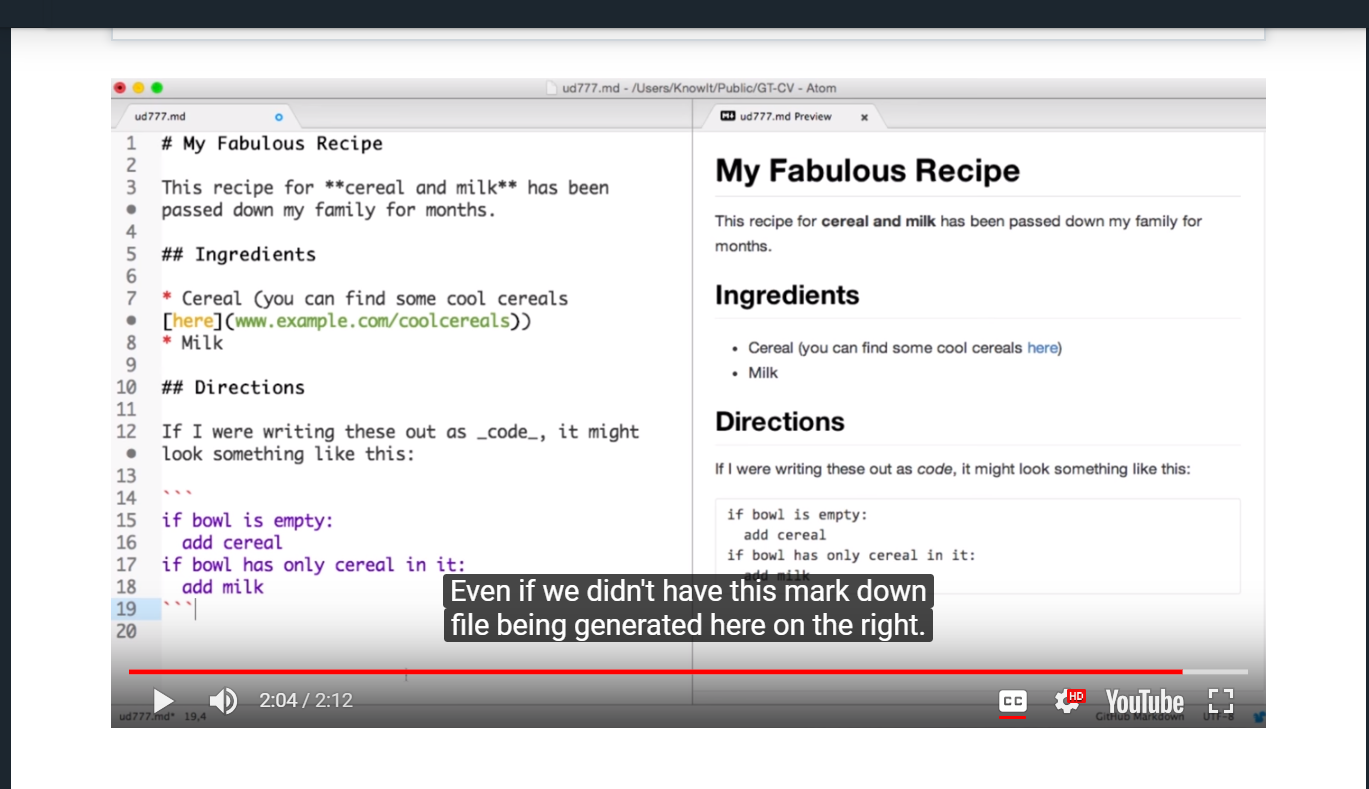 ud777.md - /Users/KnowIt/Public/GT-CV - Atom
ud777.md
1 # My Fabulous Recipe
2
3 This recipe for **cereal and milk** has been
• passed down my family for months.
4
5 ## Ingredients
6
7 * Cereal (you can find some cool cereals
• [here](www.example.com/coolcereals))
8 * Milk
9
10 ## Directions
11
12 If I were writing these out as _code_, it might
• look something like this:
13
14 ```
15 if bowl is empty:
16   add cereal
17 if bowl has only cereal in it:
18   add milk
19 ```
20
ud777.md Preview
My Fabulous Recipe
This recipe for cereal and milk has been passed down my family for
months.
Ingredients
• Cereal (you can find some cool cereals here)
• Milk
Directions
If I were writing these out as code, it might look something like this:
if bowl is empty:
  add cereal
if bowl has only cereal in it:
  add milk
Even if we didn't have this mark down
file being generated here on the right.
2:04 / 2:12
CC
HD
YouTube
ud777.md* 19,4
GitHub Markdown UTF-8